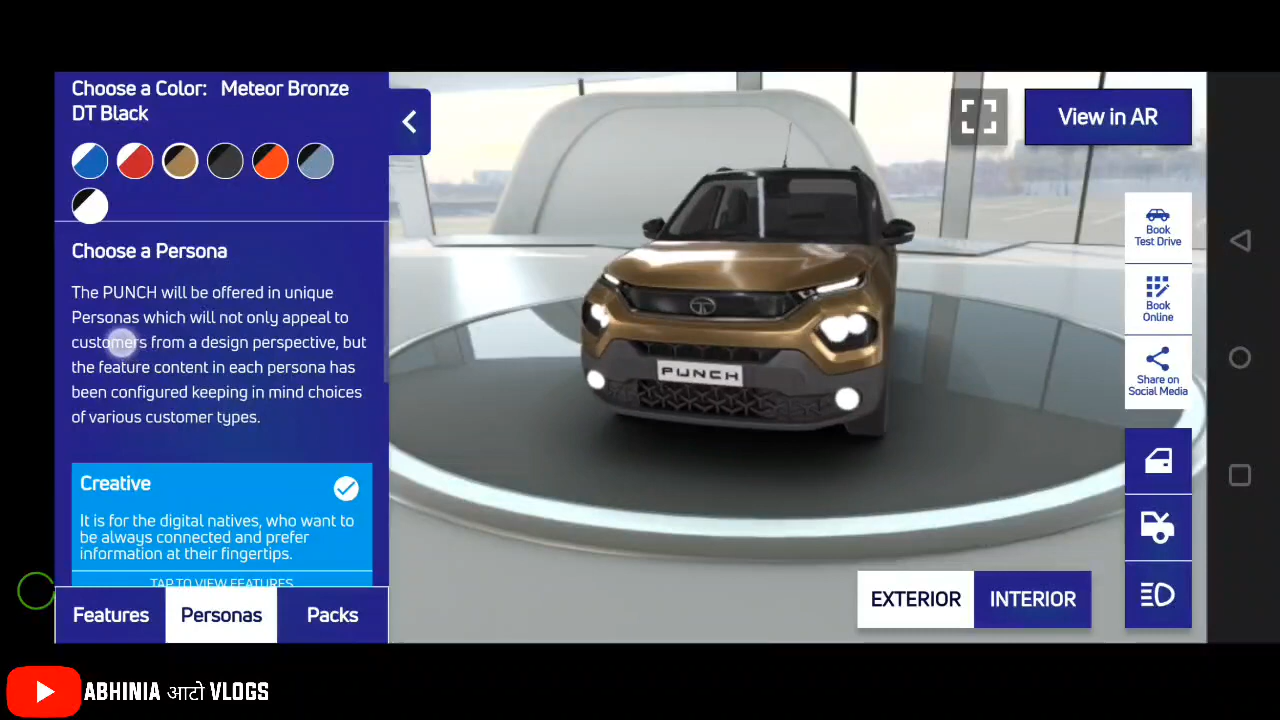 Choose a Color: Meteor Bronze
DT Black
Choose a Persona
The PUNCH will be offered in unique
Personas which will not only appeal to
customers from a design perspective, but
the feature content in each persona has
been configured keeping in mind choices
of various customer types.
Creative
It is for the digital natives, who want to
be always connected and prefer
information at their fingertips.
TAP TO VIEW FEATURES
Features
Personas
Packs
PUNCH
View in AR
Book
Test Drive
Book
Online
Share on
Social Media
EXTERIOR
INTERIOR
ABHINIA आटो VLOGS